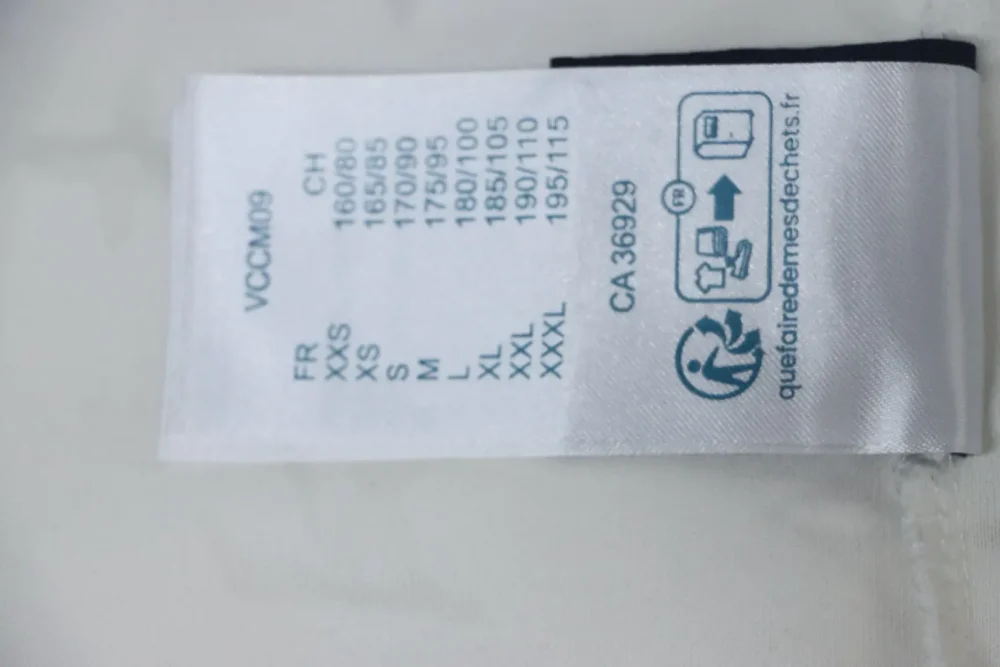 VCCM09
FR CH
XXS 160/80
XS 165/85
S 170/90
M 175/95
L 180/100
XL 185/105
XXL 190/110
XXXL 195/115
CA 36929
FR
quefairedemesdechets.fr